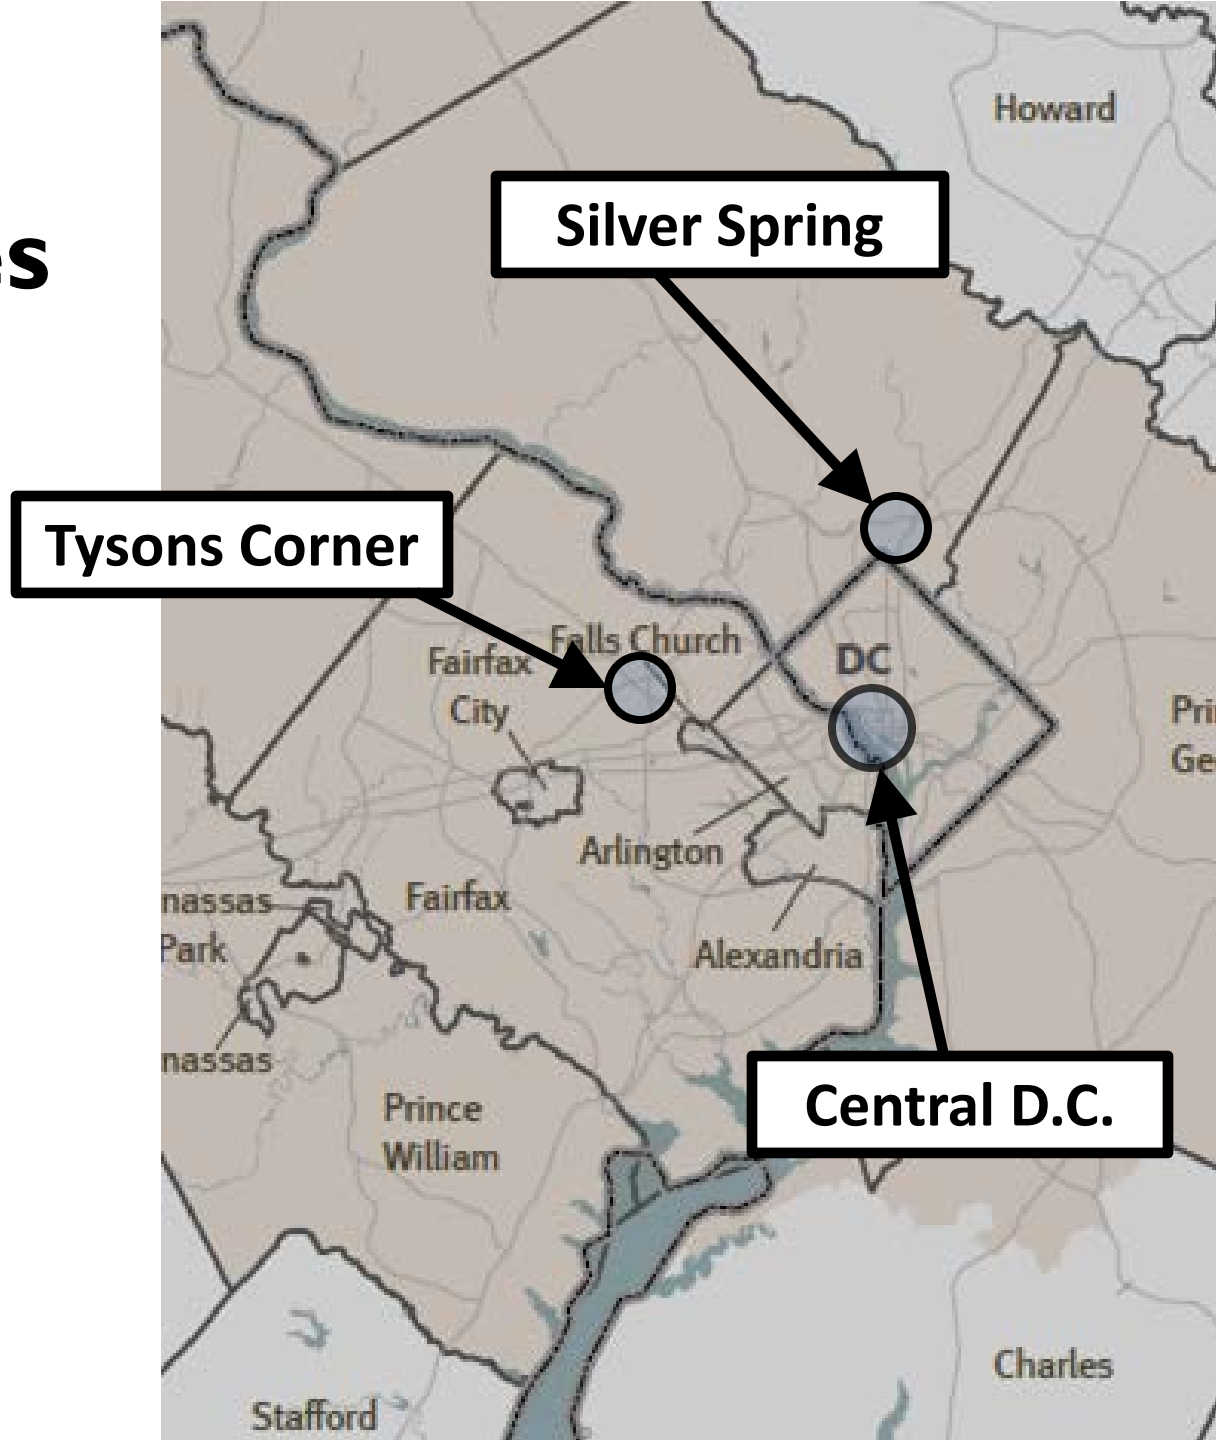 Howard
Silver Spring
es
Tysons Corner
Falls Church
Fairfax
City
DC
Pri
Ge
Arlington
nassas
Park
Fairfax
Alexandria
nassas
Central D.C.
Prince
William
Charles
Stafford